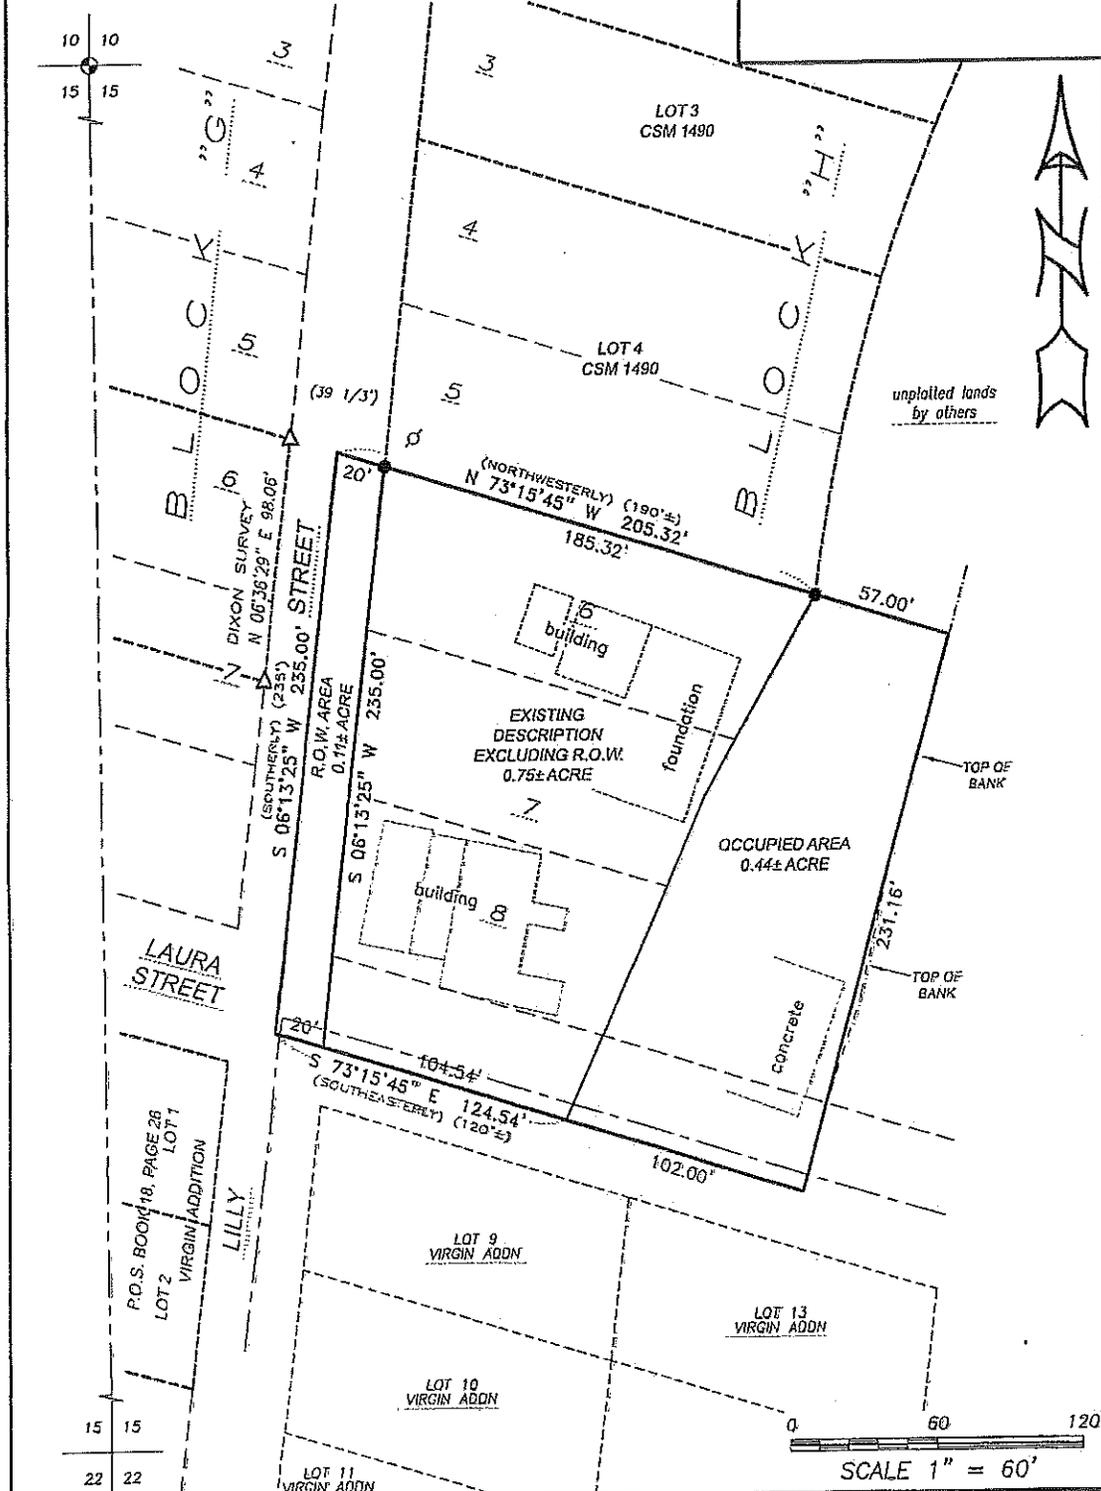 10 10
15 15
3
"G"
4
BLOCK
5
6
7
3
LOT 3
CSM 1490
"H"
4
BLOCK
LOT 4
CSM 1490
5
unplatted lands
by others
N
(39 1/3')
20'
(NORTHWESTERLY) (190'±)
N 73°15'45" W 205.32'
185.32'
57.00'
DIXON SURVEY
N 06°36'29" E 98.06'
STREET
(SOUTHERLY) (235')
S 06°13'25" W 235.00'
R.O.W. AREA
0.11± ACRE
S 06°13'25" W 235.00'
6
building
foundation
EXISTING
DESCRIPTION
EXCLUDING R.O.W.
0.75± ACRE
7
building
8
OCCUPIED AREA
0.44± ACRE
TOP OF
BANK
231.16'
TOP OF
BANK
concrete
LAURA
STREET
20'
104.54'
S 73°15'45" E 124.54'
(SOUTHEASTERLY) (120'±)
102.00'
P.O.S. BOOK 18, PAGE 28
LOT 1
LOT 2
VIRGIN ADDITION
LILLY
LOT 9
VIRGIN ADDN
LOT 13
VIRGIN ADDN
LOT 10
VIRGIN ADDN
LOT 11
VIRGIN ADDN
15 15
22 22
0 60 120
SCALE 1" = 60'